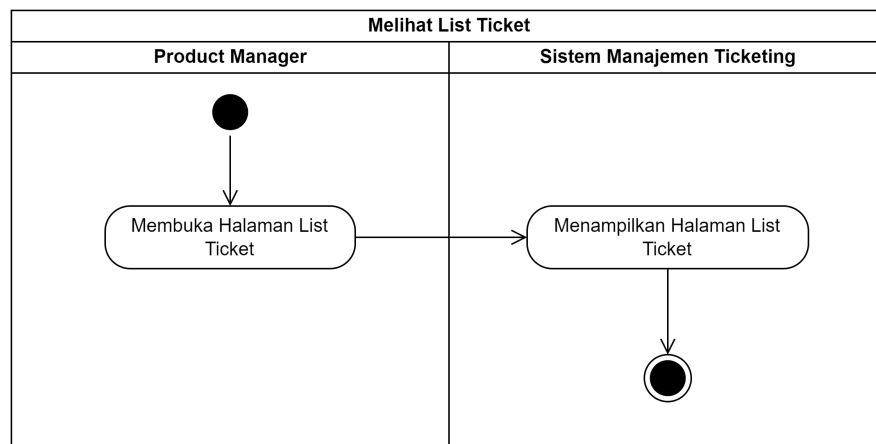 Melihat List Ticket
Product Manager
Sistem Manajemen Ticketing
Membuka Halaman List
Ticket
Menampilkan Halaman List
Ticket